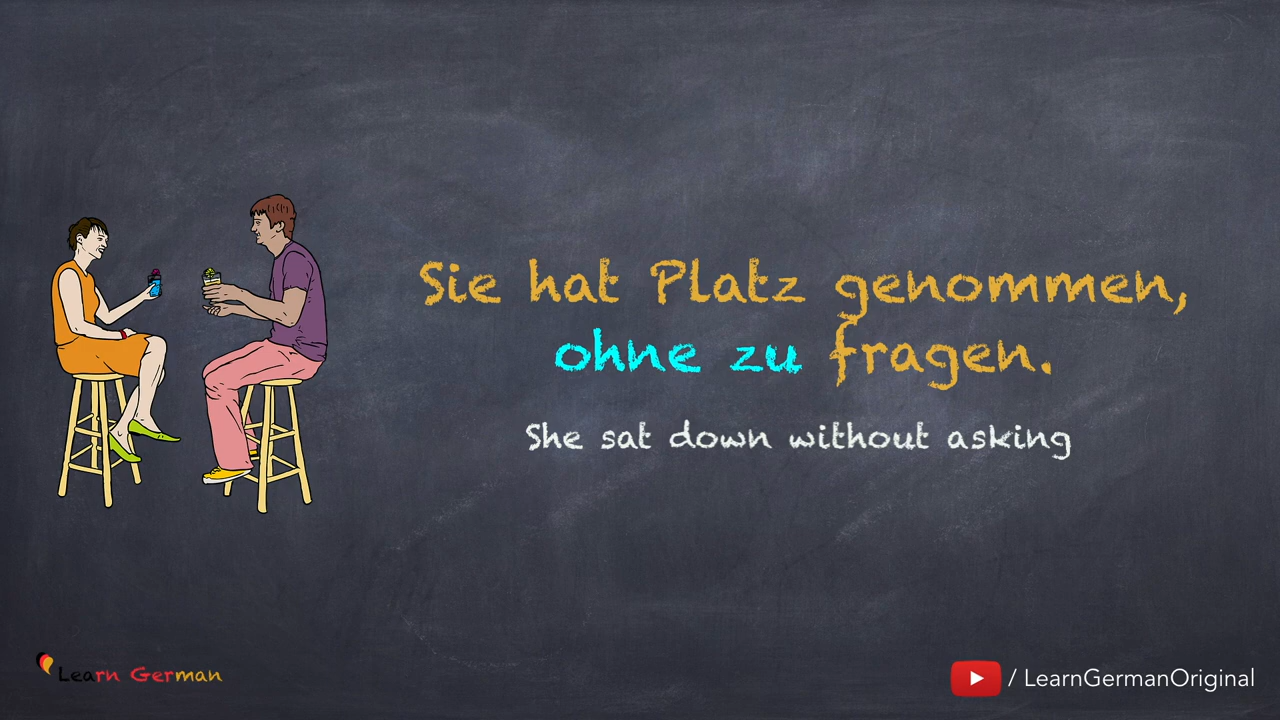 Sie hat Platz genommen,
ohne zu fragen.
She sat down without asking
Learn German
/ LearnGermanOriginal